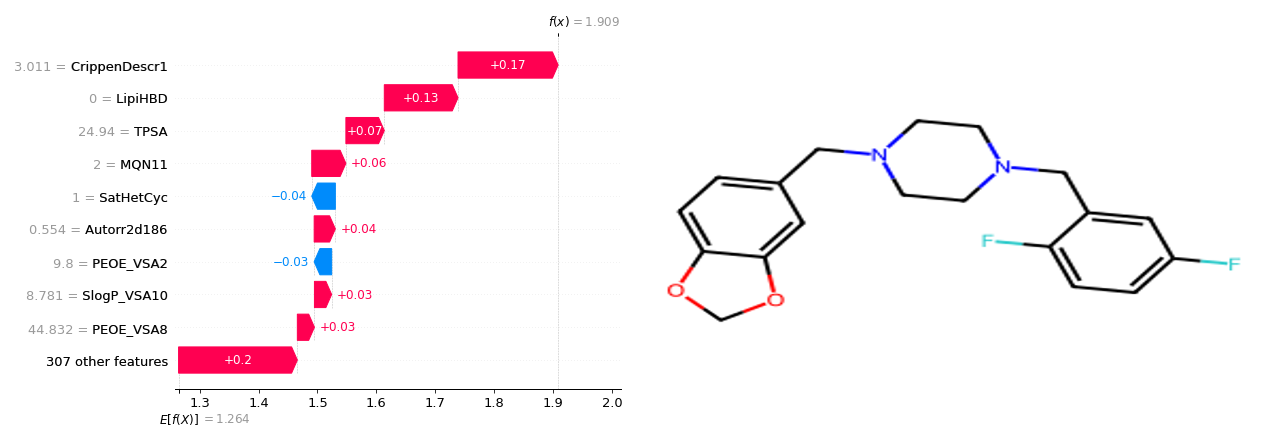 f(x) = 1.909
3.011 = CrippenDescr1
+0.17
0 = LipiHBD
+0.13
24.94 = TPSA
+0.07
2 = MQN11
+0.06
1 = SatHetCyc
−0.04
0.554 = Autorr2d186
+0.04
9.8 = PEOE_VSA2
−0.03
8.781 = SlogP_VSA10
+0.03
44.832 = PEOE_VSA8
+0.03
307 other features
+0.2
1.3 1.4 1.5 1.6 1.7 1.8 1.9 2.0
E[f(X)] = 1.264
N
N
F
F
O
O